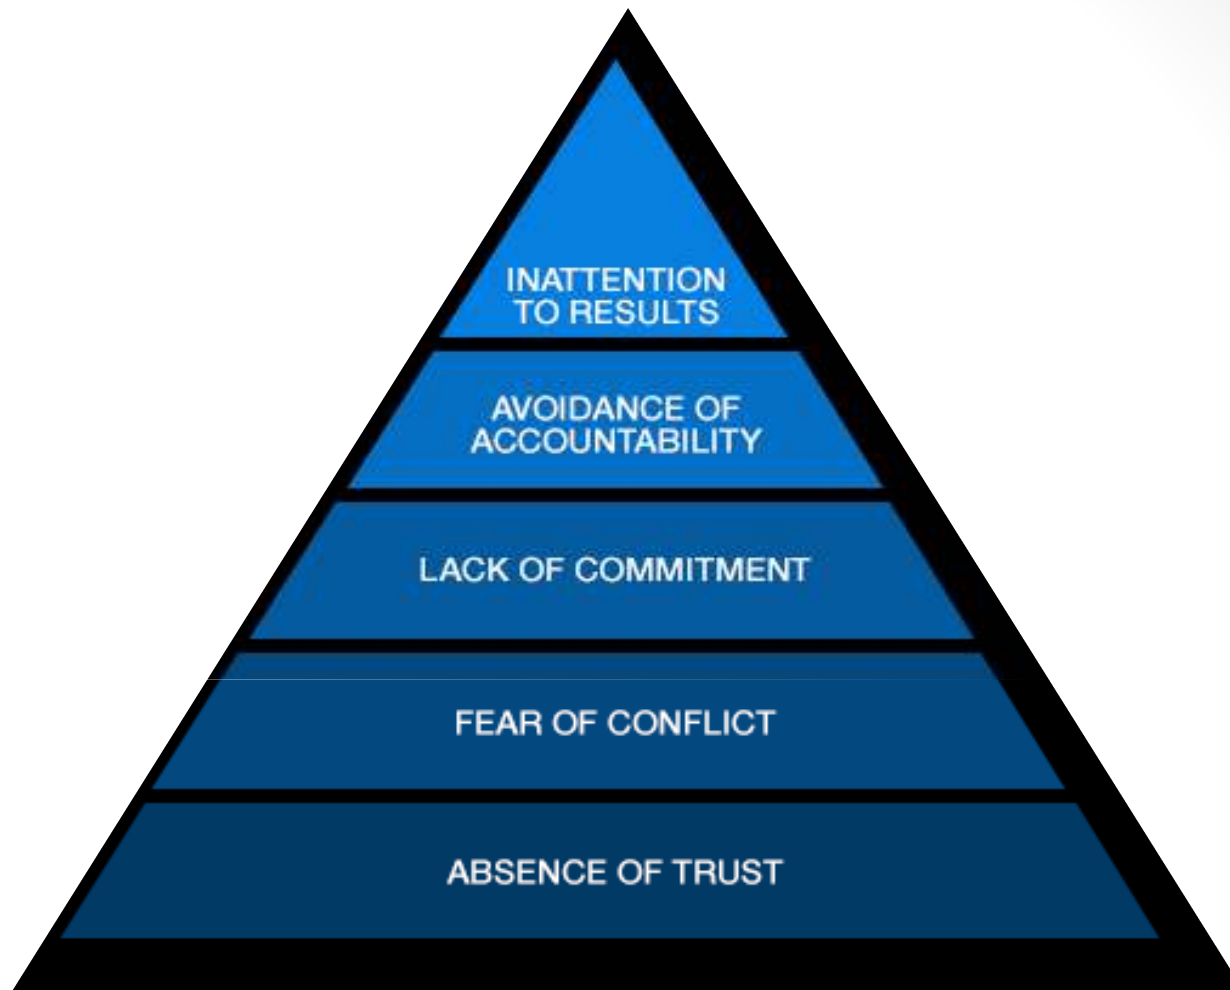 INATTENTION
TO RESULTS
AVOIDANCE OF
ACCOUNTABILITY
LACK OF COMMITMENT
FEAR OF CONFLICT
ABSENCE OF TRUST